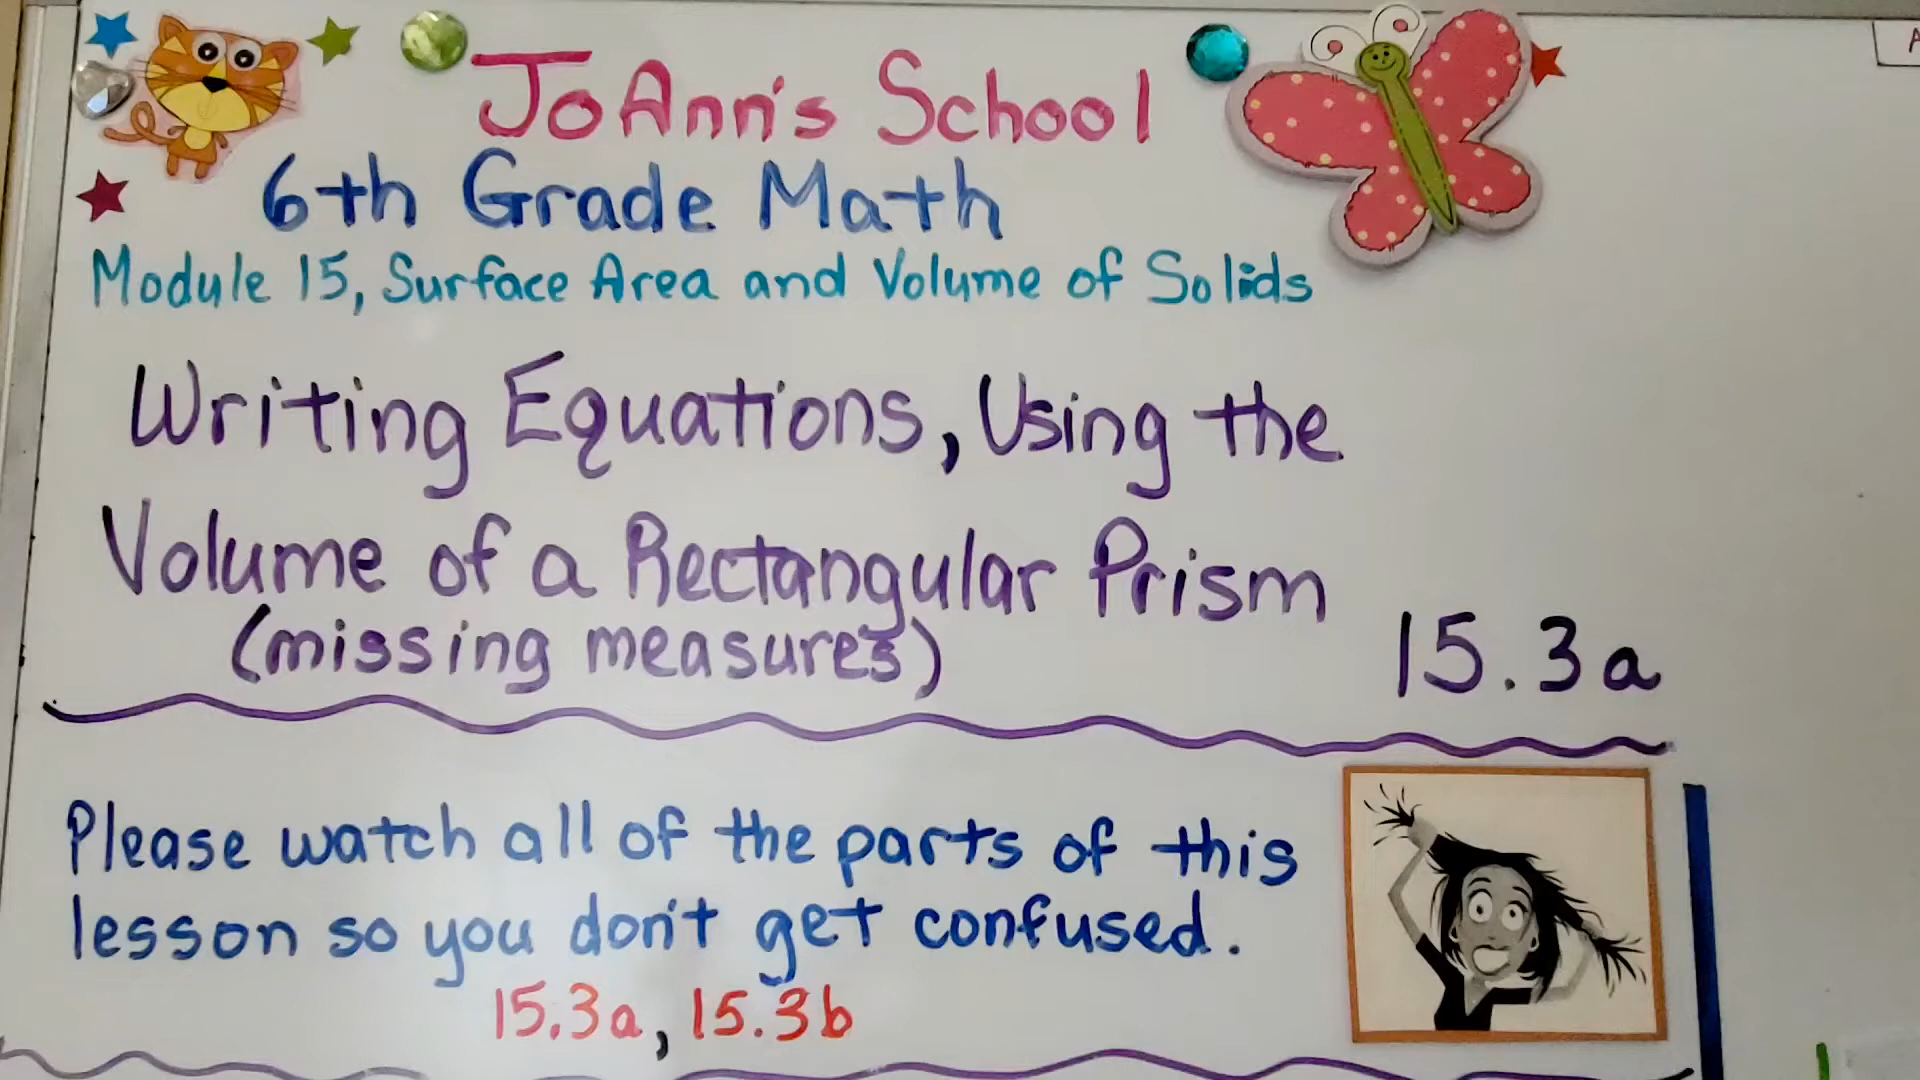 JoAnn's School
6th Grade Math
Module 15, Surface Area and Volume of Solids
Writing Equations, Using the
Volume of a Rectangular Prism
(missing measures)
15.3a
Please watch all of the parts of this
lesson so you don't get confused.
15.3a, 15.3b